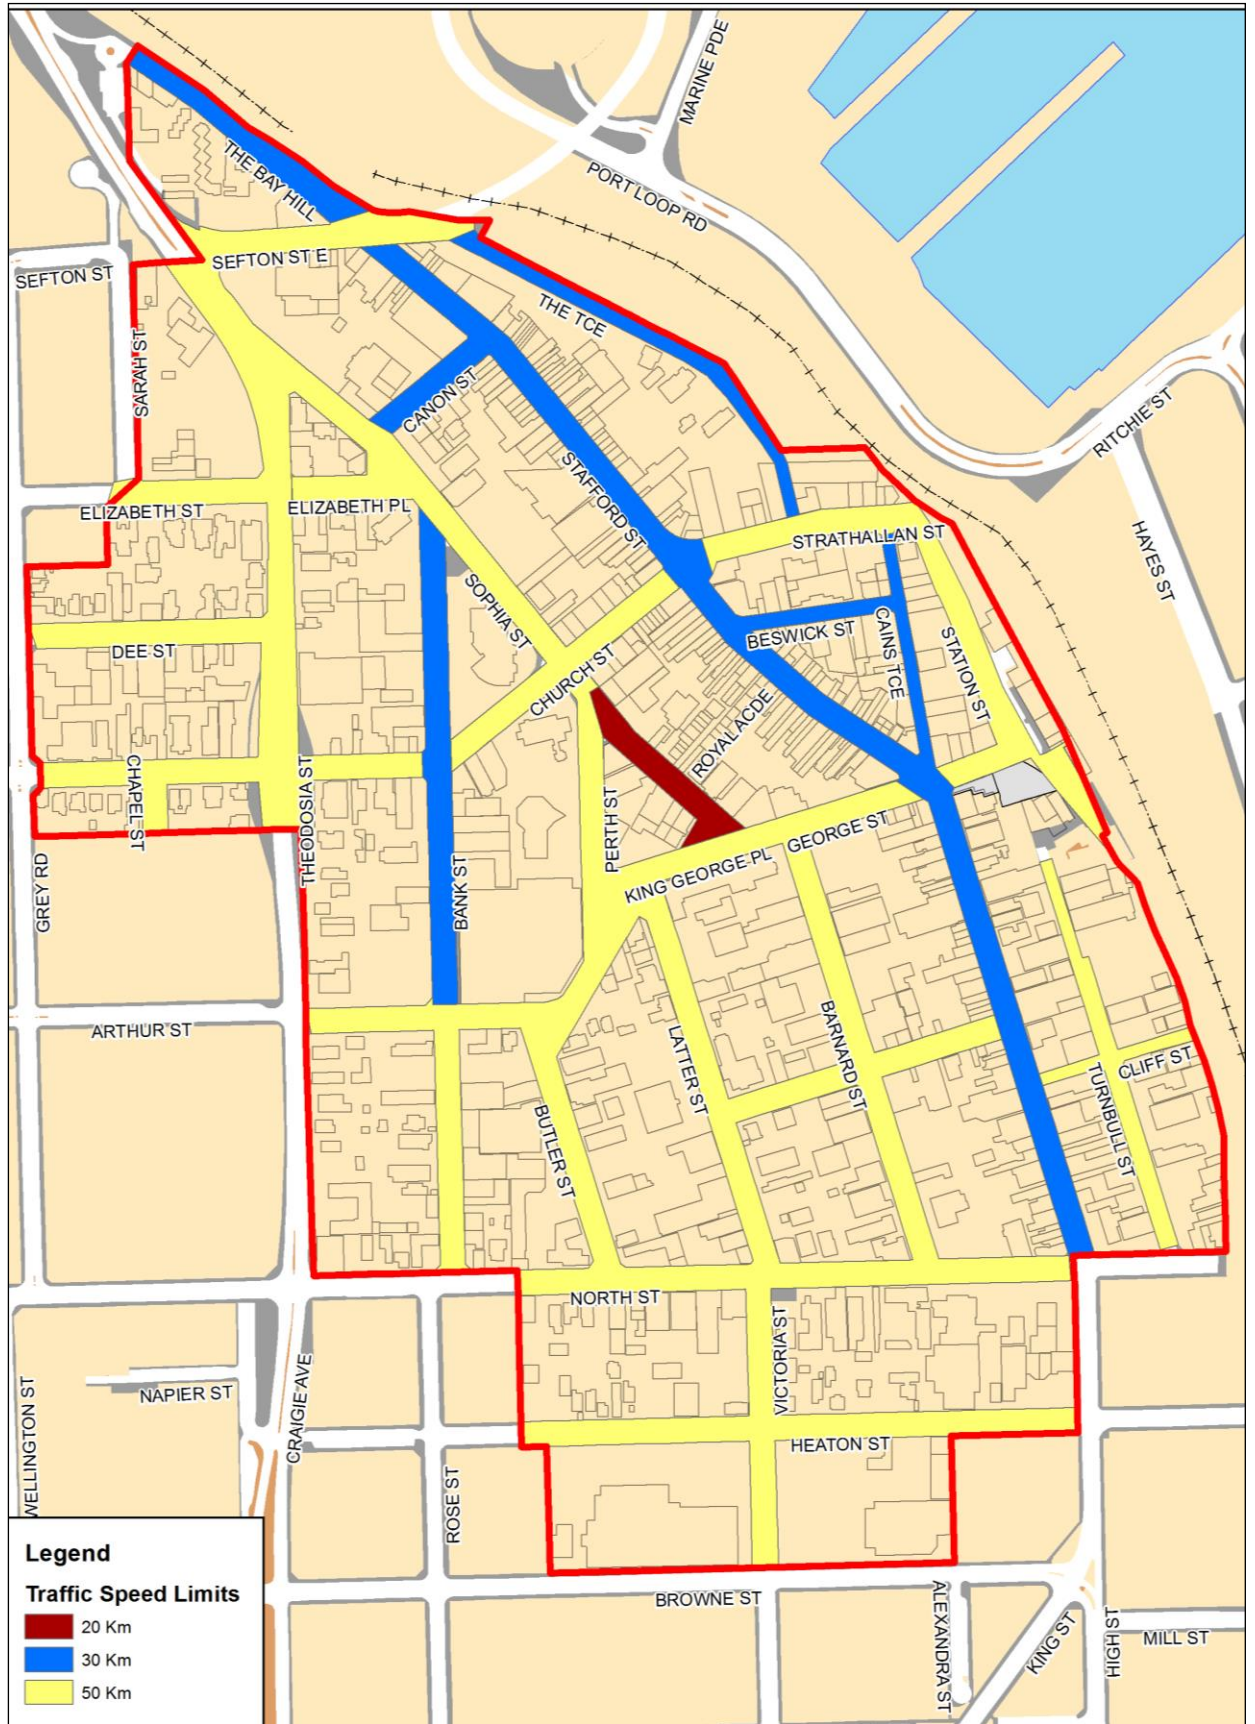 MARINE PDE
THE BAY HILL
PORT LOOP RD
SEFTON ST
SEFTON ST E
THE TCE
SARAH ST
CANON ST
RITCHIE ST
STAFFORD ST
ELIZABETH ST
ELIZABETH PL
STRATHALLAN ST
HAYES ST
SOPHIA ST
BESWICK ST
CAINS TCE
STATION ST
DEE ST
CHURCH ST
ROYAL ACDE
CHAPEL ST
THEODOSIA ST
PERTH ST
GEORGE ST
KING GEORGE PL
GREY RD
BANK ST
ARTHUR ST
LATTER ST
BARNARD ST
CLIFF ST
TURNBULL ST
BUTLER ST
NORTH ST
VICTORIA ST
NAPIER ST
CRAIGIE AVE
WELLINGTON ST
HEATON ST
ROSE ST
BROWNE ST
ALEXANDRA ST
KING ST
HIGH ST
MILL ST
Legend
Traffic Speed Limits
20 Km
30 Km
50 Km